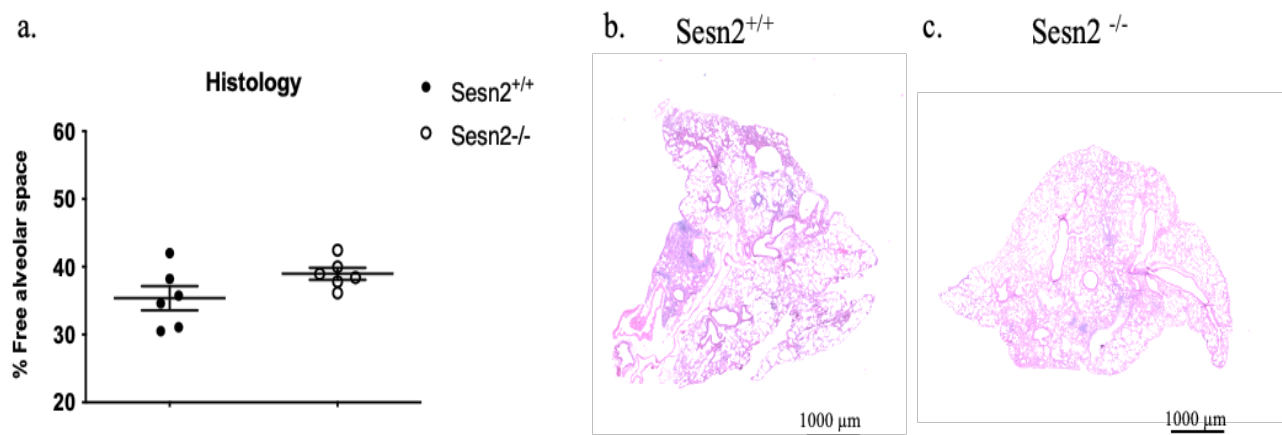 a.
Histology
Sesn2+/+
Sesn2-/-
% Free alveolar space
60
50
40
30
20
b.
Sesn2+/+
1000 µm
c.
Sesn2 -/-
1000 µm